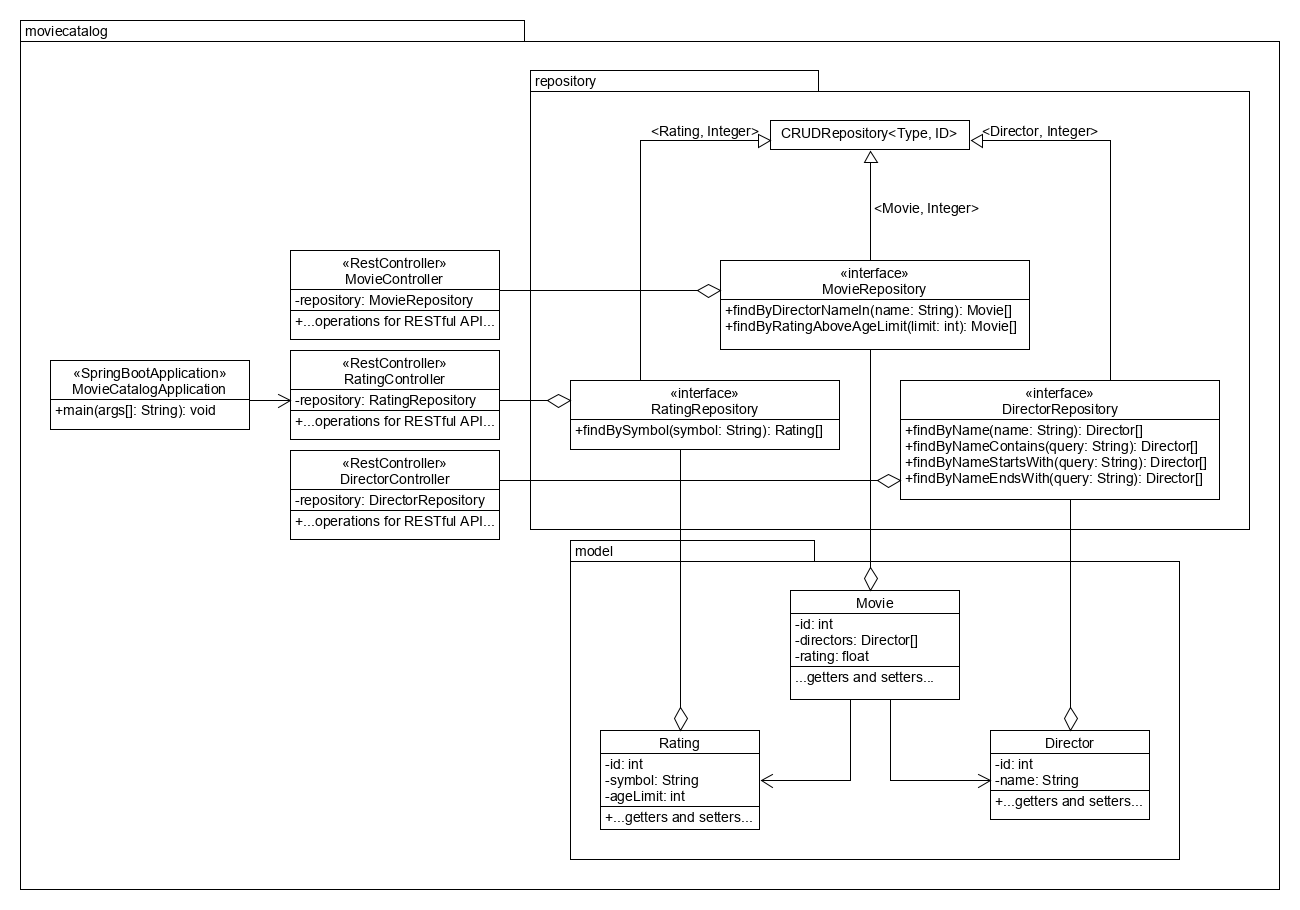 moviecatalog
repository
<Rating, Integer>
CRUDRepository<Type, ID>
<Director, Integer>
<Movie, Integer>
«RestController»
MovieController
-repository: MovieRepository
+...operations for RESTful API...
«interface»
MovieRepository
+findByDirectorNameIn(name: String): Movie[]
+findByRatingAboveAgeLimit(limit: int): Movie[]
«SpringBootApplication»
MovieCatalogApplication
+main(args[]: String): void
«RestController»
RatingController
-repository: RatingRepository
+...operations for RESTful API...
«interface»
RatingRepository
+findBySymbol(symbol: String): Rating[]
«interface»
DirectorRepository
+findByName(name: String): Director[]
+findByNameContains(query: String): Director[]
+findByNameStartsWith(query: String): Director[]
+findByNameEndsWith(query: String): Director[]
«RestController»
DirectorController
-repository: DirectorRepository
+...operations for RESTful API...
model
Movie
-id: int
-directors: Director[]
-rating: float
...getters and setters...
Rating
-id: int
-symbol: String
-ageLimit: int
+...getters and setters...
Director
-id: int
-name: String
+...getters and setters...